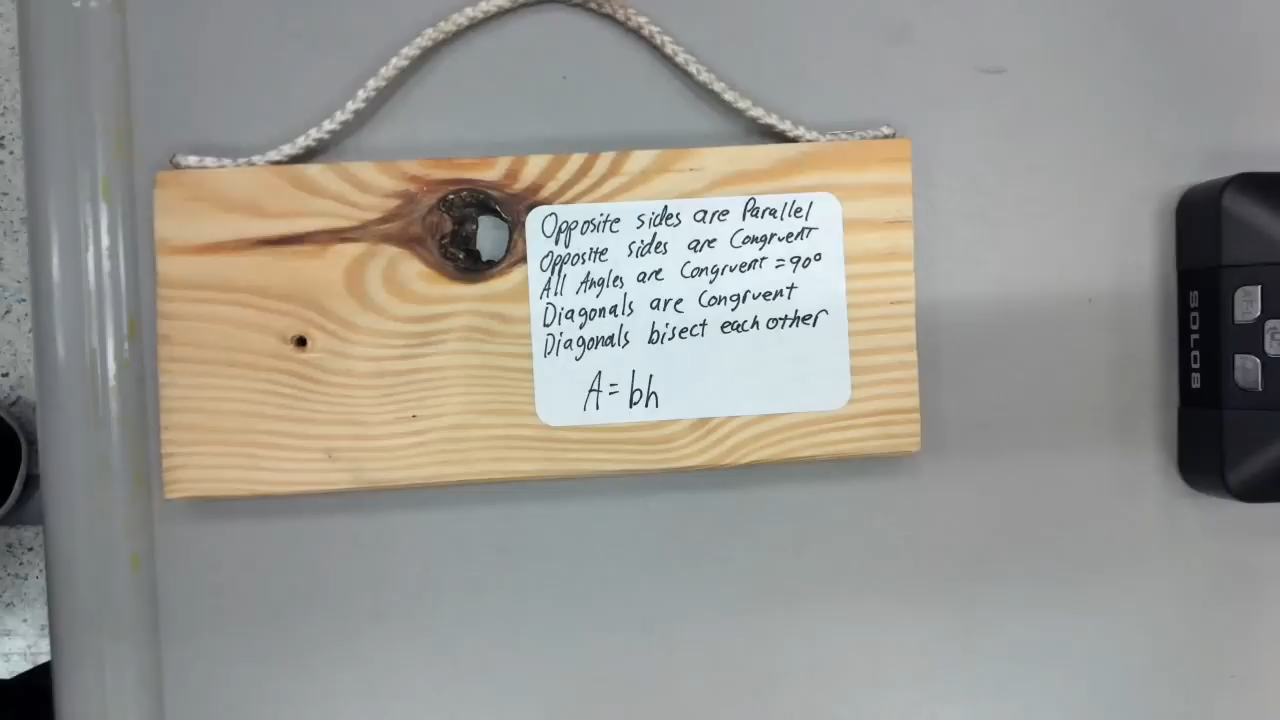 Opposite sides are Parallel
Opposite sides are Congruent
All Angles are Congruent = 90°
Diagonals are Congruent
Diagonals bisect each other
A = bh
SOLO8